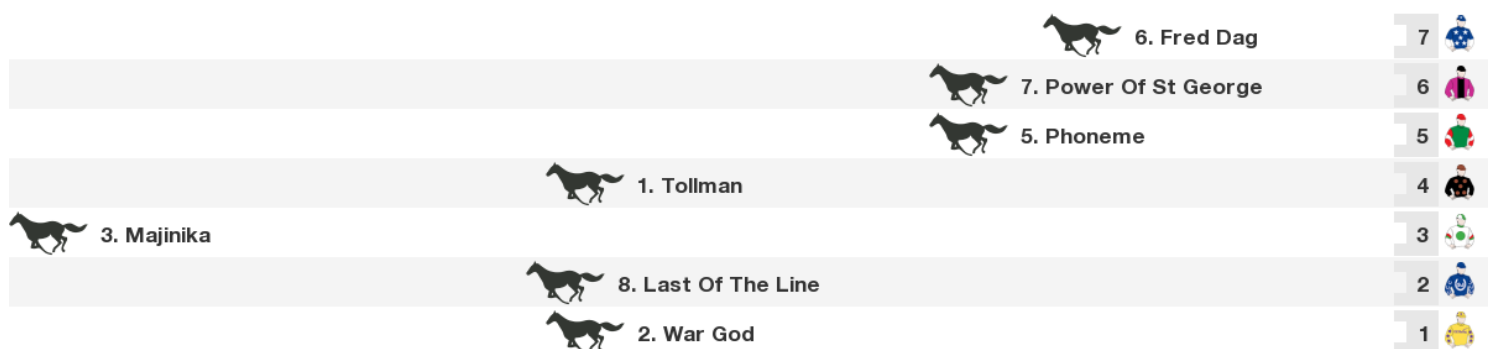 6. Fred Dag 7
7. Power Of St George 6
5. Phoneme 5
1. Tollman 4
3. Majinika 3
8. Last Of The Line 2
2. War God 1